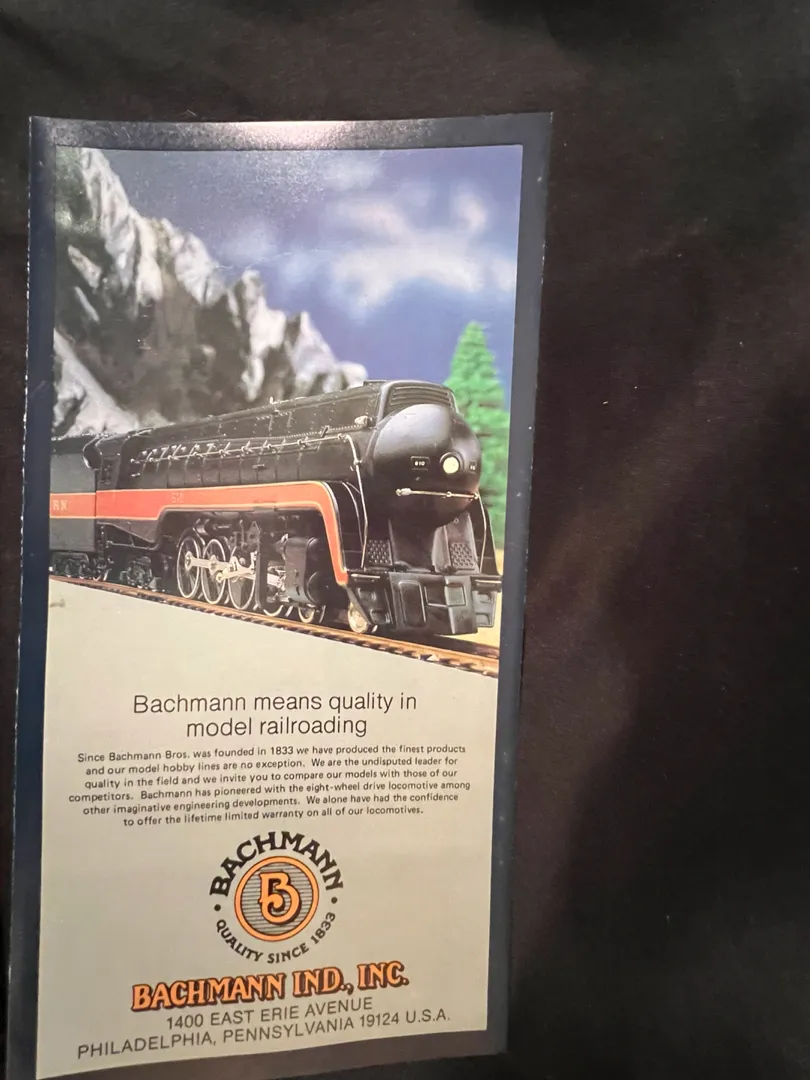 610
610
RN
Bachmann means quality in
model railroading
Since Bachmann Bros. was founded in 1833 we have produced the finest products
and our model hobby lines are no exception. We are the undisputed leader for
quality in the field and we invite you to compare our models with those of our
competitors. Bachmann has pioneered with the eight-wheel drive locomotive among
other imaginative engineering developments. We alone have had the confidence
to offer the lifetime limited warranty on all of our locomotives.
BACHMANN
B
• QUALITY SINCE 1833 •
BACHMANN IND., INC.
1400 EAST ERIE AVENUE
PHILADELPHIA, PENNSYLVANIA 19124 U.S.A.